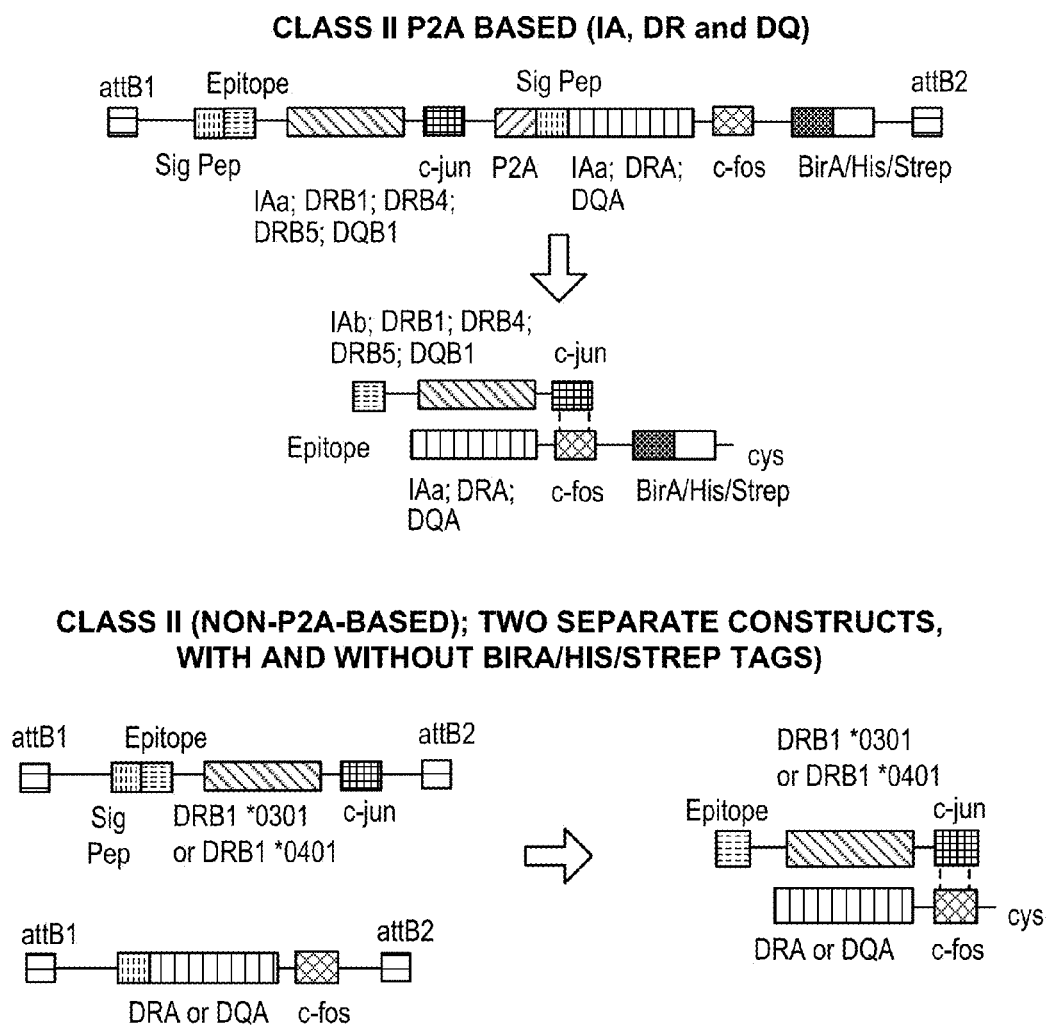 CLASS II P2A BASED (IA, DR and DQ)
attB1
Epitope
Sig Pep
attB2
Sig Pep
c-jun
P2A
IAa; DRA;
DQA
c-fos
BirA/His/Strep
IAa; DRB1; DRB4;
DRB5; DQB1
IAb; DRB1; DRB4;
DRB5; DQB1
c-jun
Epitope
cys
IAa; DRA;
DQA
c-fos
BirA/His/Strep
CLASS II (NON-P2A-BASED); TWO SEPARATE CONSTRUCTS,
WITH AND WITHOUT BIRA/HIS/STREP TAGS)
attB1
Epitope
attB2
Sig
Pep
DRB1 *0301
or DRB1 *0401
c-jun
attB1
attB2
DRA or DQA
c-fos
DRB1 *0301
or DRB1 *0401
Epitope
c-jun
cys
DRA or DQA
c-fos